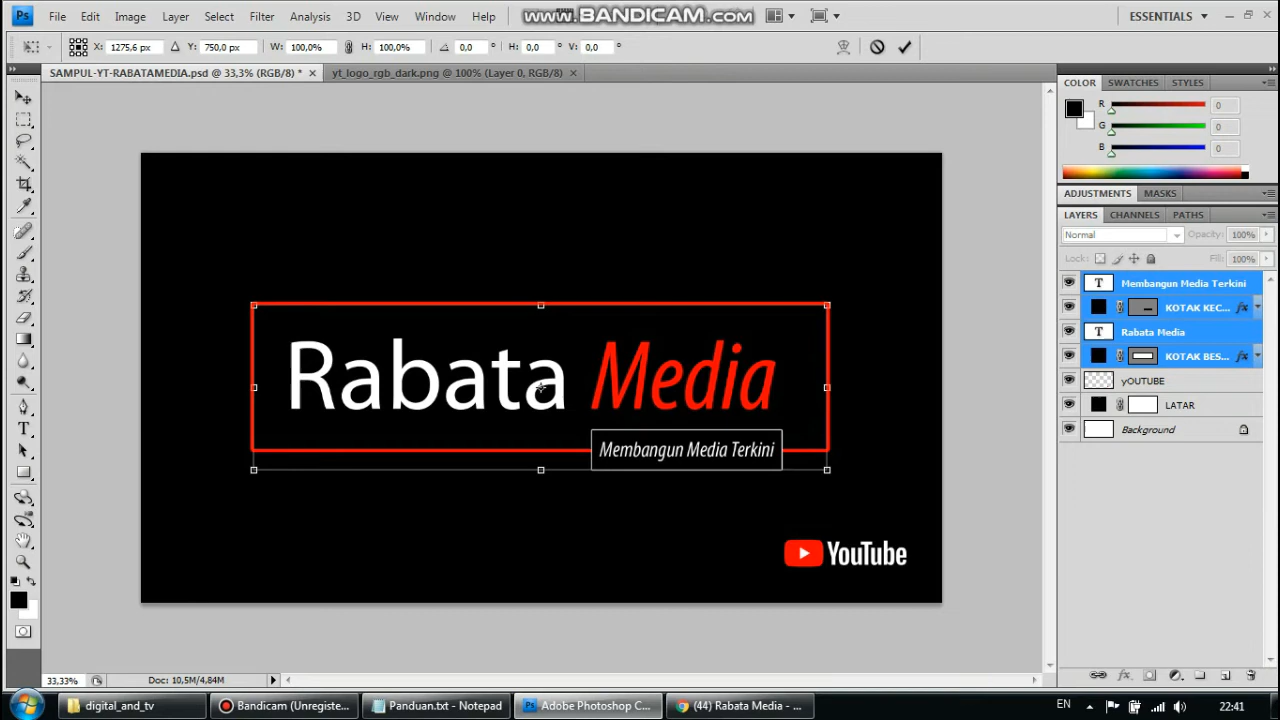 Ps File Edit Image Layer Select Filter Analysis 3D View Window Help www.BANDICAM.com ESSENTIALS
X: 1275,6 px Y: 750,0 px W: 100,0% H: 100,0% 0,0 ° H: 0,0 ° V: 0,0 °
SAMPUL-YT-RABATAMEDIA.psd @ 33,3% (RGB/8) * × yt_logo_rgb_dark.png @ 100% (Layer 0, RGB/8) ×
COLOR SWATCHES STYLES
R 0
G 0
B 0
ADJUSTMENTS MASKS
LAYERS CHANNELS PATHS
Normal Opacity: 100%
Lock: Fill: 100%
T Membangun Media Terkini
KOTAK KEC... fx
T Rabata Media
KOTAK BES... fx
yOUTUBE
LATAR
Background
Rabata Media
Membangun Media Terkini
YouTube
33,33% Doc: 10,5M/4,84M
digital_and_tv Bandicam (Unregiste... Panduan.txt - Notepad Ps Adobe Photoshop C... (44) Rabata Media - ... EN 22:41